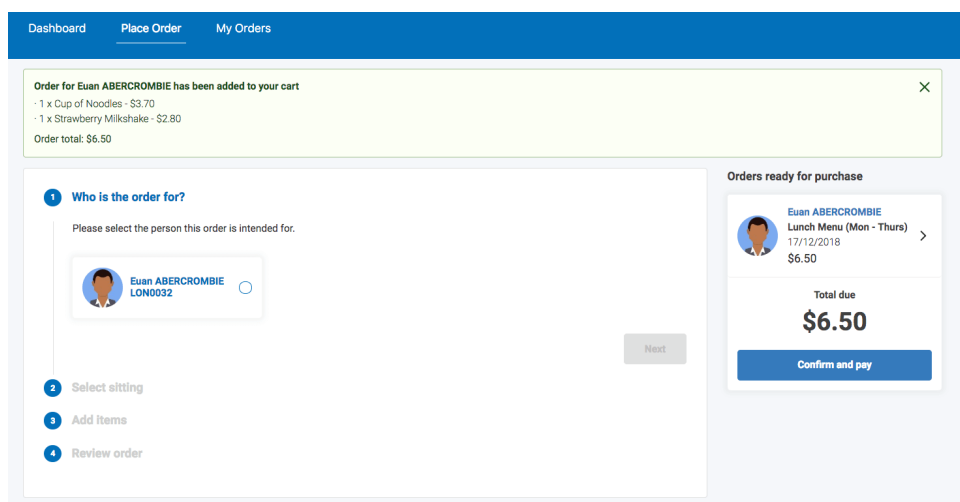 Dashboard Place Order My Orders
Order for Euan ABERCROMBIE has been added to your cart
· 1 x Cup of Noodles - $3.70
· 1 x Strawberry Milkshake - $2.80
Order total: $6.50
1 Who is the order for?
Please select the person this order is intended for.
Euan ABERCROMBIE
LON0032
Next
2 Select sitting
3 Add items
4 Review order
Orders ready for purchase
Euan ABERCROMBIE
Lunch Menu (Mon - Thurs)
17/12/2018
$6.50
Total due
$6.50
Confirm and pay